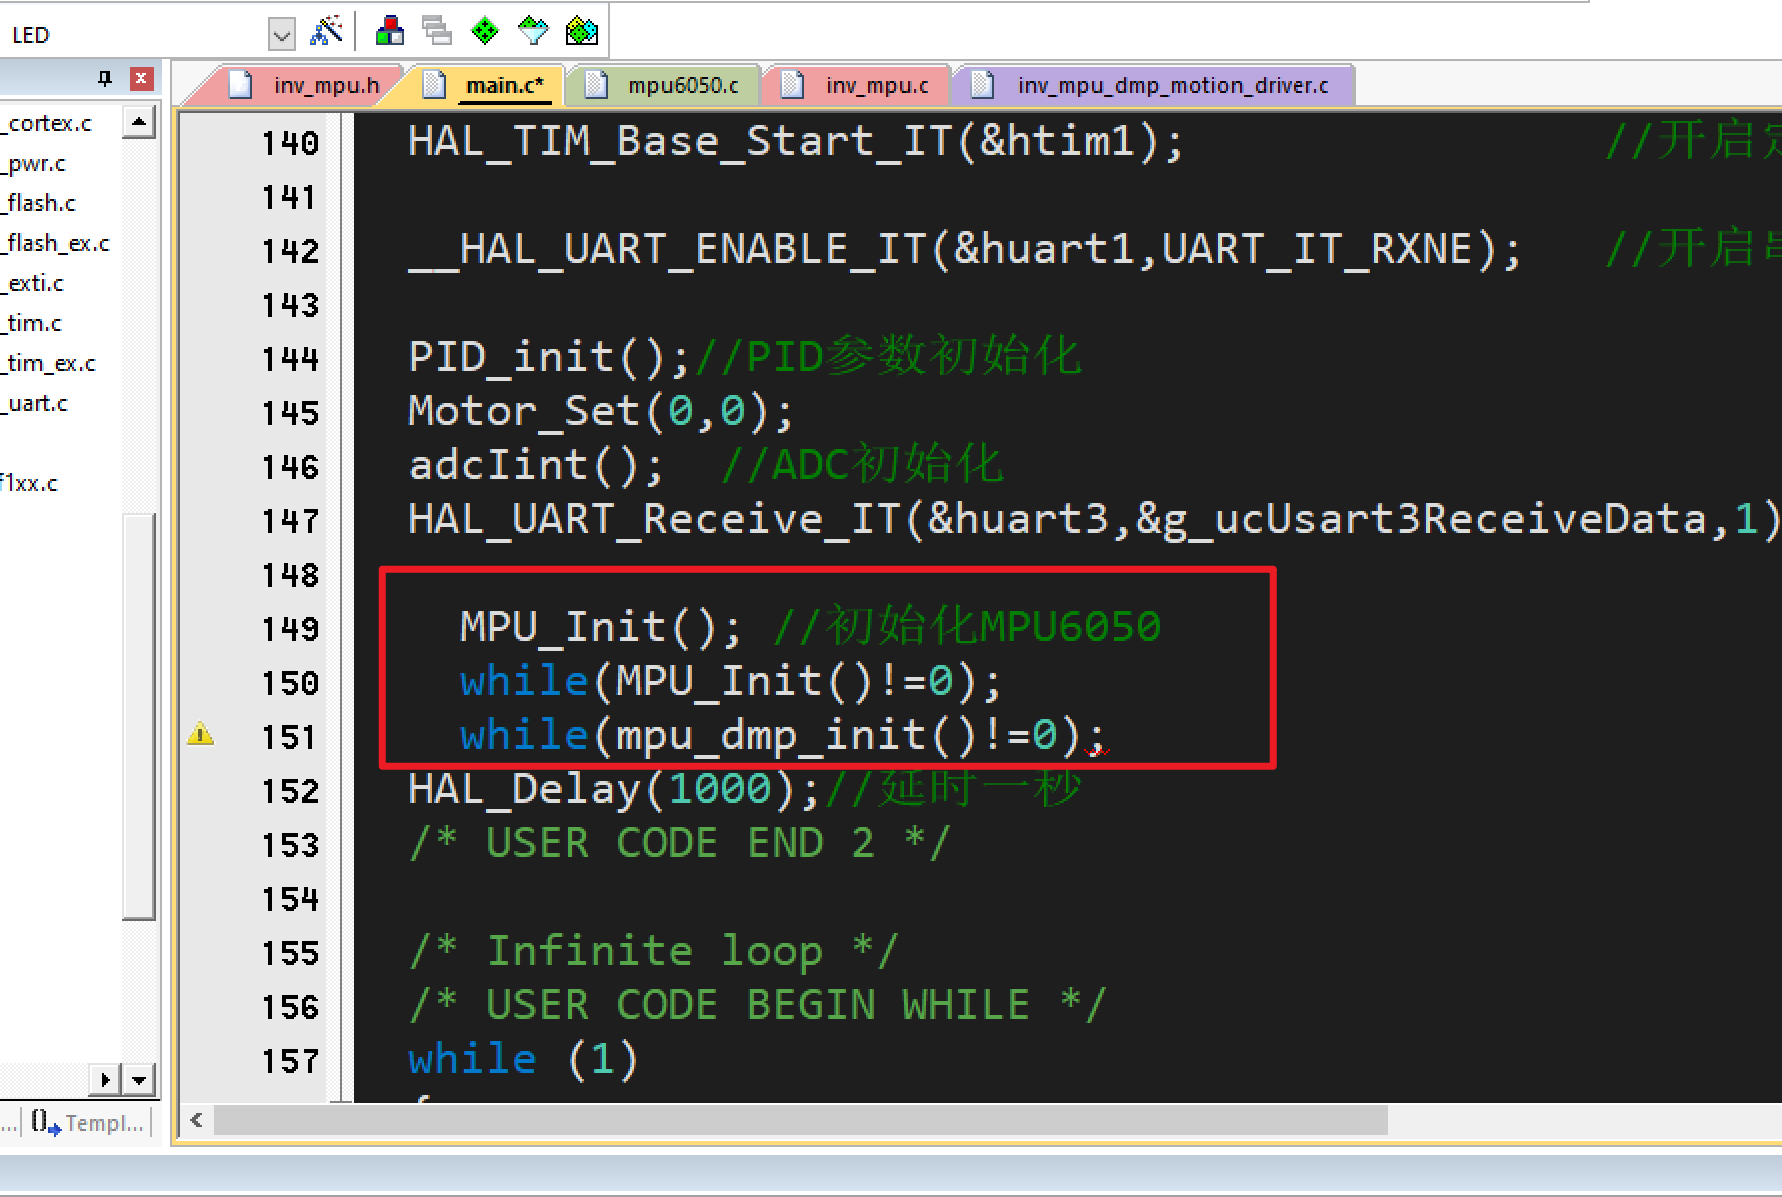 LED
inv_mpu.h
main.c*
mpu6050.c
inv_mpu.c
inv_mpu_dmp_motion_driver.c
_cortex.c
_pwr.c
_flash.c
_flash_ex.c
_exti.c
_tim.c
_tim_ex.c
_uart.c
f1xx.c
... {} Templ...
140 HAL_TIM_Base_Start_IT(&htim1); //开启定
141
142 __HAL_UART_ENABLE_IT(&huart1,UART_IT_RXNE); //开启串
143
144 PID_init();//PID参数初始化
145 Motor_Set(0,0);
146 adcIint(); //ADC初始化
147 HAL_UART_Receive_IT(&huart3,&g_ucUsart3ReceiveData,1)
148
149 MPU_Init(); //初始化MPU6050
150 while(MPU_Init()!=0);
151 while(mpu_dmp_init()!=0);
152 HAL_Delay(1000);//延时一秒
153 /* USER CODE END 2 */
154
155 /* Infinite loop */
156 /* USER CODE BEGIN WHILE */
157 while (1)